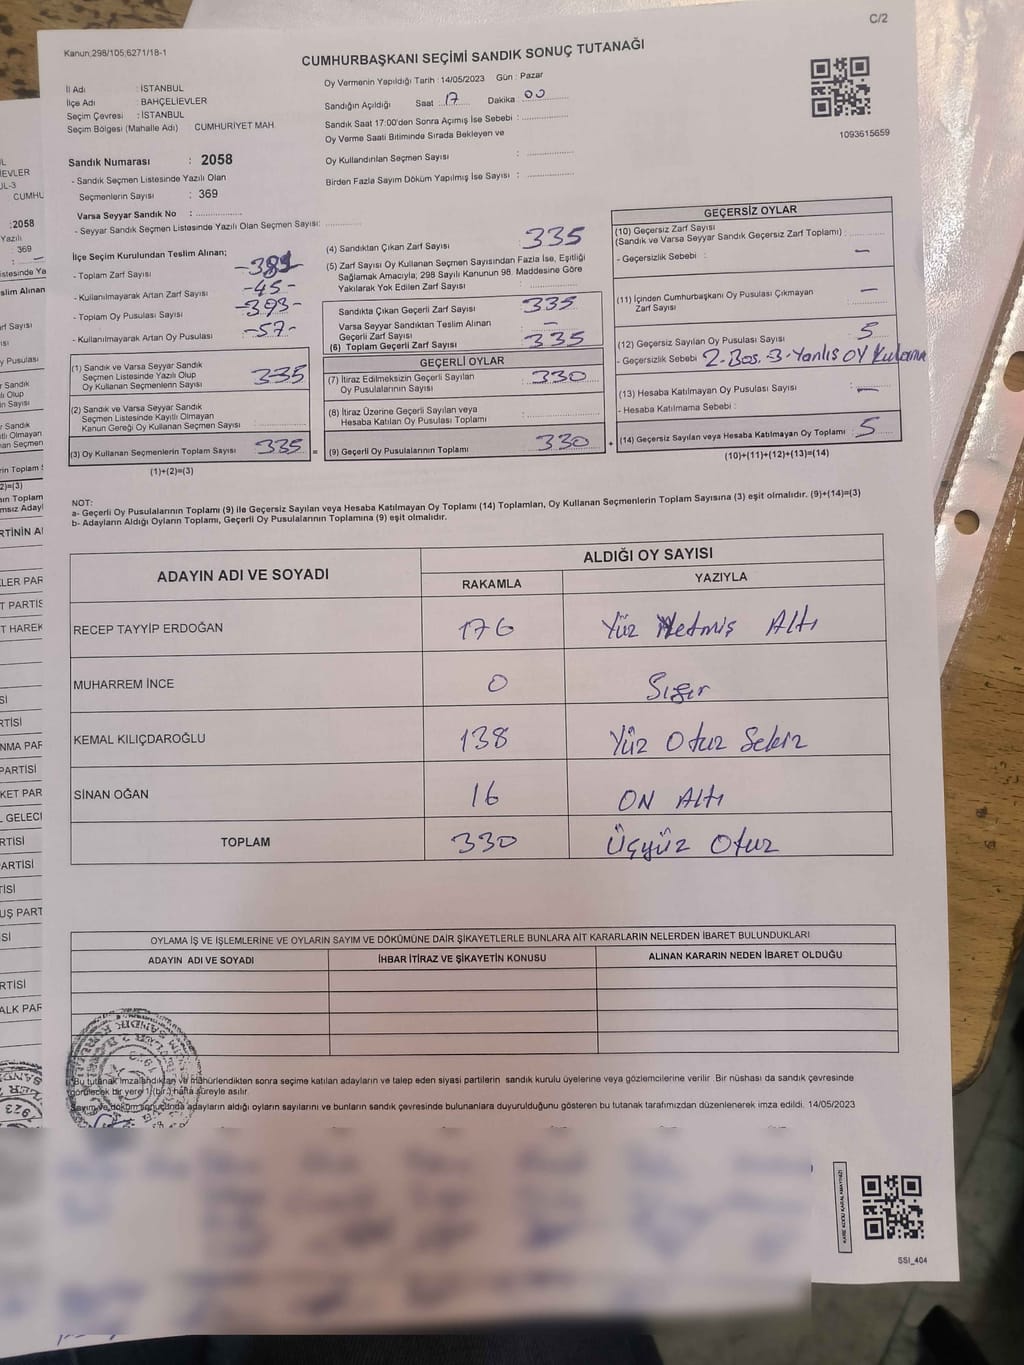 C/2
Kanun;298/105;6271/18-1
CUMHURBAŞKANI SEÇİMİ SANDIK SONUÇ TUTANAĞI
İl Adı : İSTANBUL
İlçe Adı : BAHÇELİEVLER
Seçim Çevresi : İSTANBUL
Seçim Bölgesi (Mahalle Adı) CUMHURİYET MAH.
Oy Vermenin Yapıldığı Tarih : 14/05/2023 Gün : Pazar
Sandığın Açıldığı Saat : 17 Dakika : 00
Sandık Saat 17:00'den Sonra Açımış İse Sebebi :
Oy Verme Saati Bitiminde Sırada Bekleyen ve
Oy Kullandırılan Seçmen Sayısı :
Birden Fazla Sayım Döküm Yapılmış İse Sayısı :
1093615659
Sandık Numarası : 2058
- Sandık Seçmen Listesinde Yazılı Olan
Seçmenlerin Sayısı : 369
Varsa Seyyar Sandık No :
- Seyyar Sandık Seçmen Listesinde Yazılı Olan Seçmen Sayısı:
İlçe Seçim Kurulundan Teslim Alınan;
- Toplam Zarf Sayısı
- Kullanılmayarak Artan Zarf Sayısı -45-
- Toplam Oy Pusulası Sayısı -393-
- Kullanılmayarak Artan Oy Pusulası -57-
(1) Sandık ve Varsa Seyyar Sandık
Seçmen Listesinde Yazılı Olup
Oy Kullanan Seçmenlerin Sayısı 335
(2) Sandık ve Varsa Seyyar Sandık
Seçmen Listesinde Kayıtlı Olmayan
Kanun Gereği Oy Kullanan Seçmen Sayısı :
(3) Oy Kullanan Seçmenlerin Toplam Sayısı 335
(1)+(2)=(3)
(4) Sandıktan Çıkan Zarf Sayısı 335
(5) Zarf Sayısı Oy Kullanan Seçmen Sayısından Fazla İse, Eşitliği
Sağlamak Amacıyla; 298 Sayılı Kanunun 98. Maddesine Göre
Yakılarak Yok Edilen Zarf Sayısı :
Sandıkta Çıkan Geçerli Zarf Sayısı 335
Varsa Seyyar Sandıktan Teslim Alınan
Geçerli Zarf Sayısı : —
(6) Toplam Geçerli Zarf Sayısı 335
GEÇERLİ OYLAR
(7) İtiraz Edilmeksizin Geçerli Sayılan
Oy Pusulalarının Sayısı 330
(8) İtiraz Üzerine Geçerli Sayılan veya
Hesaba Katılan Oy Pusulası Toplamı
(9) Geçerli Oy Pusulalarının Toplamı 330
GEÇERSİZ OYLAR
(10) Geçersiz Zarf Sayısı
(Sandık ve Varsa Seyyar Sandık Geçersiz Zarf Toplamı) :
- Geçersizlik Sebebi : —
(11) İçinden Cumhurbaşkanı Oy Pusulası Çıkmayan
Zarf Sayısı : —
(12) Geçersiz Sayılan Oy Pusulası Sayısı : 5
- Geçersizlik Sebebi 2-Boş. 3-Yanlış OY
(13) Hesaba Katılmayan Oy Pusulası Sayısı : —
- Hesaba Katılmama Sebebi :
(14) Geçersiz Sayılan veya Hesaba Katılmayan Oy Toplamı : 5
(10)+(11)+(12)+(13)=(14)
NOT:
a- Geçerli Oy Pusulalarının Toplamı (9) ile Geçersiz Sayılan veya Hesaba Katılmayan Oy Toplamı (14) Toplamları, Oy Kullanan Seçmenlerin Toplam Sayısına (3) eşit olmalıdır. (9)+(14)=(3)
b- Adayların Aldığı Oyların Toplamı, Geçerli Oy Pusulalarının Toplamına (9) eşit olmalıdır.
ADAYIN ADI VE SOYADI
ALDIĞI OY SAYISI
RAKAMLA YAZIYLA
RECEP TAYYİP ERDOĞAN 176 Yüz Yetmiş Altı
MUHARREM İNCE 0 Sıfır
KEMAL KILIÇDAROĞLU 138 Yüz Otuz Sekiz
SİNAN OĞAN 16 ON Altı
TOPLAM 330 Üçyüz Otuz
OYLAMA İŞ VE İŞLEMLERİNE VE OYLARIN SAYIM VE DÖKÜMÜNE DAİR ŞİKAYETLERLE BUNLARA AİT KARARLARIN NELERDEN İBARET BULUNDUKLARI
ADAYIN ADI VE SOYADI İHBAR İTİRAZ VE ŞİKAYETİN KONUSU ALINAN KARARIN NEDEN İBARET OLDUĞU
Bu tutanak imzalandıktan ve mühürlendikten sonra seçime katılan adayların ve talep eden siyasi partilerin sandık kurulu üyelerine veya gözlemcilerine verilir. Bir nüshası da sandık çevresinde
görülecek bir yere 1 (bir) hafta süreyle asılır.
Sayım ve döküm sonucunda adayların aldığı oyların sayılarını ve bunların sandık çevresinde bulunanlara duyurulduğunu gösteren bu tutanak tarafımızdan düzenlenerek imza edildi. 14/05/2023
SSI_404